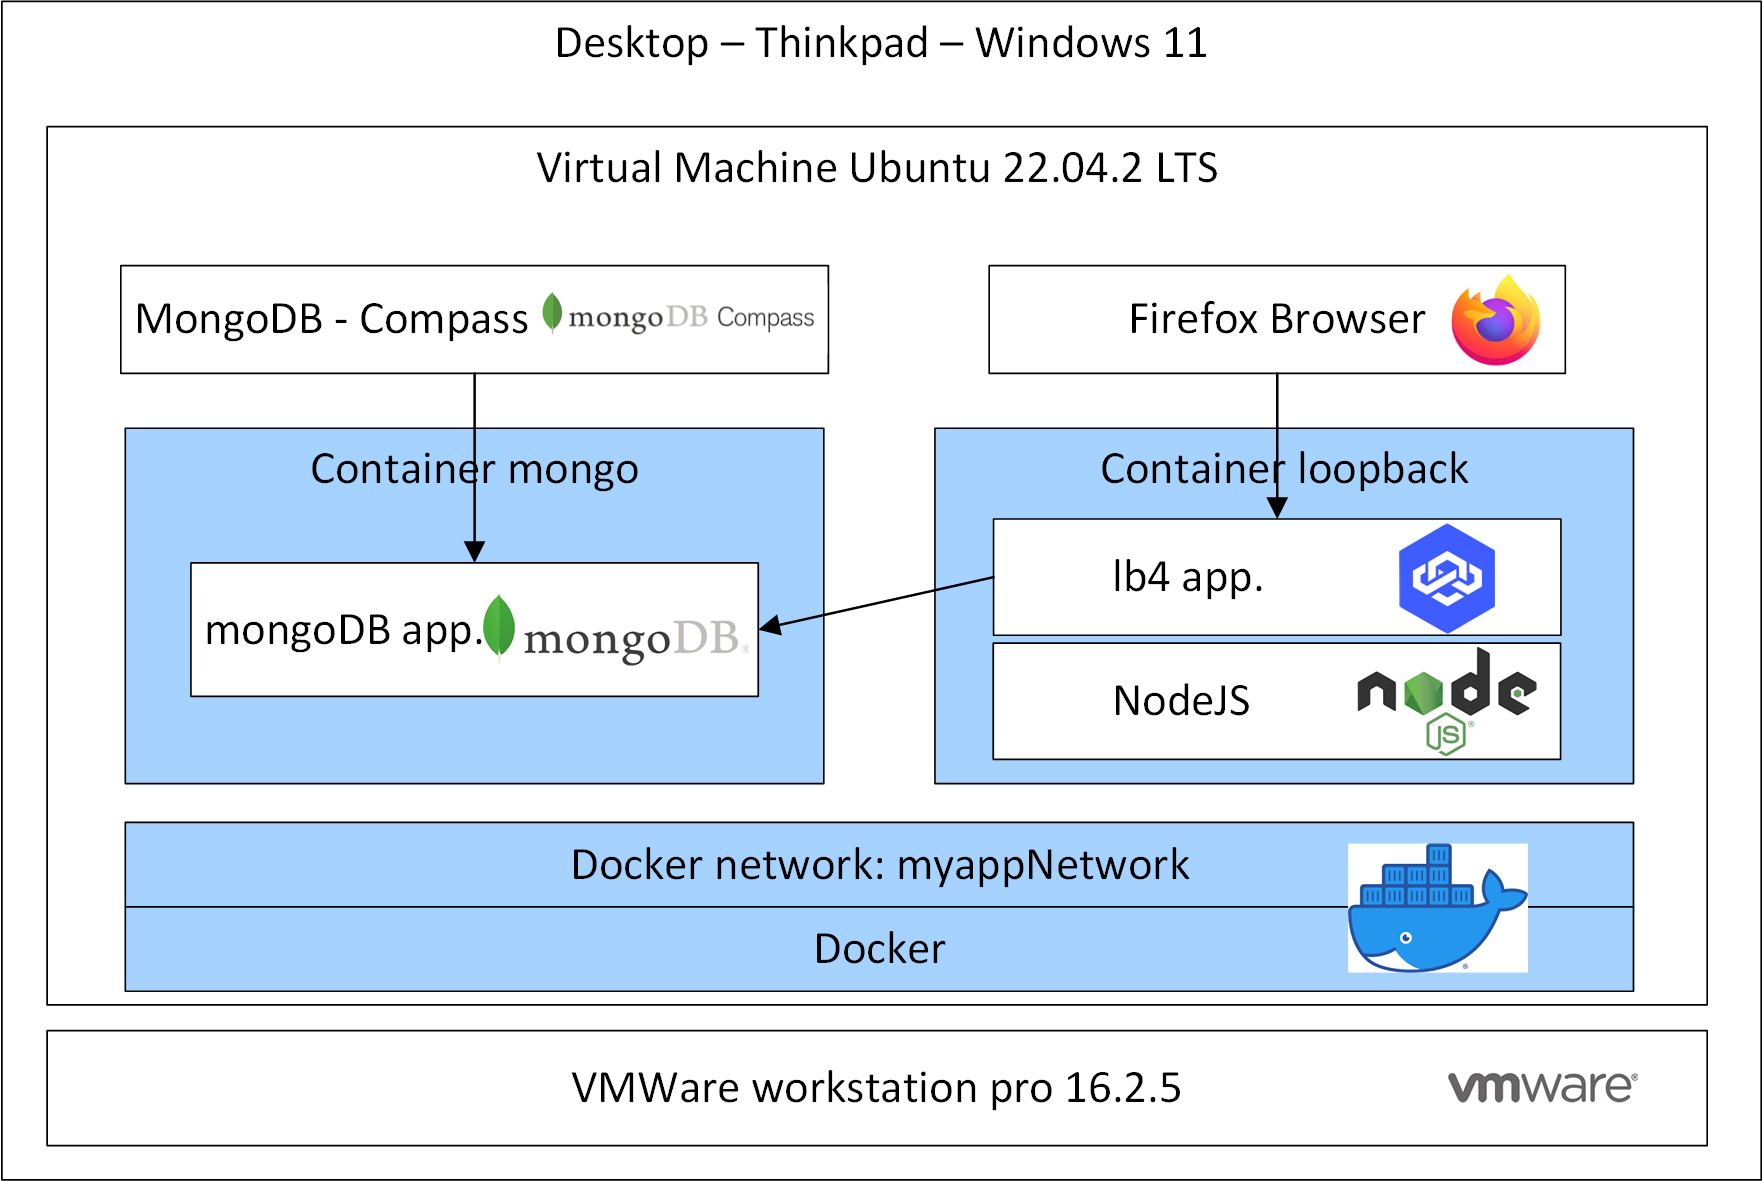 Desktop – Thinkpad – Windows 11
Virtual Machine Ubuntu 22.04.2 LTS
MongoDB - Compass mongoDB Compass
Firefox Browser
Container mongo
Container loopback
lb4 app.
mongoDB app. mongoDB®
NodeJS node
JS®
Docker network: myappNetwork
Docker
VMWare workstation pro 16.2.5 vmware®